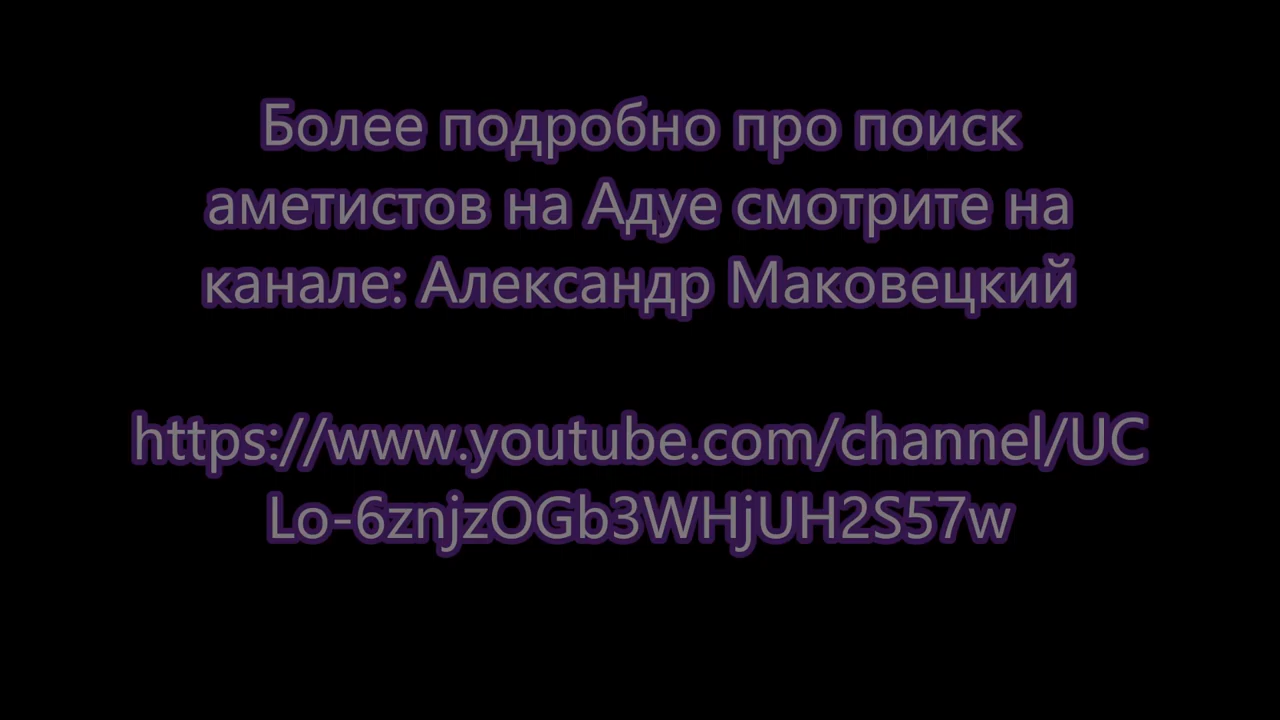 Более подробно про поиск
аметистов на Адуе смотрите на
канале: Александр Маковецкий
https://www.youtube.com/channel/UC
Lo-6znjzOGb3WHjUH2S57w